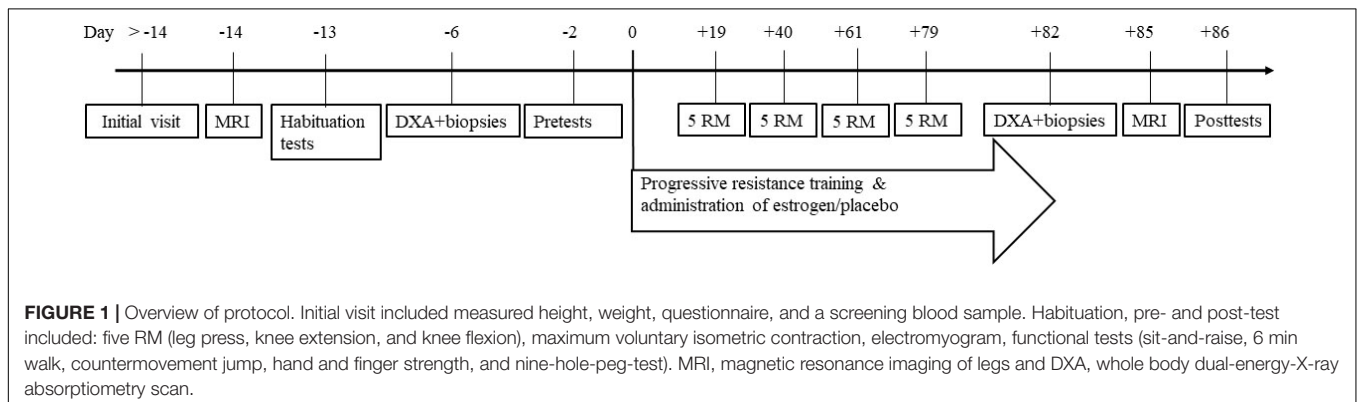 Day > -14 -14 -13 -6 -2 0 +19 +40 +61 +79 +82 +85 +86
Initial visit MRI Habituation DXA+biopsies Pretests 5 RM 5 RM 5 RM 5 RM DXA+biopsies MRI Posttests
tests
Progressive resistance training &
administration of estrogen/placebo
FIGURE 1 | Overview of protocol. Initial visit included measured height, weight, questionnaire, and a screening blood sample. Habituation, pre- and post-test
included: five RM (leg press, knee extension, and knee flexion), maximum voluntary isometric contraction, electromyogram, functional tests (sit-and-raise, 6 min
walk, countermovement jump, hand and finger strength, and nine-hole-peg-test). MRI, magnetic resonance imaging of legs and DXA, whole body dual-energy-X-ray
absorptiometry scan.